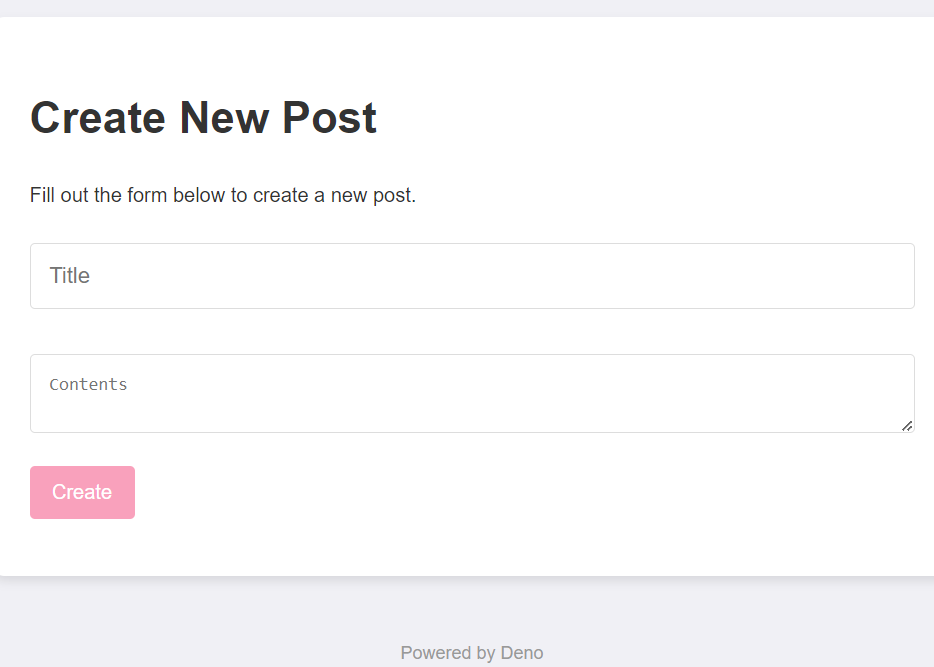 Create New Post
Fill out the form below to create a new post.
Title
Contents
Create
Powered by Deno